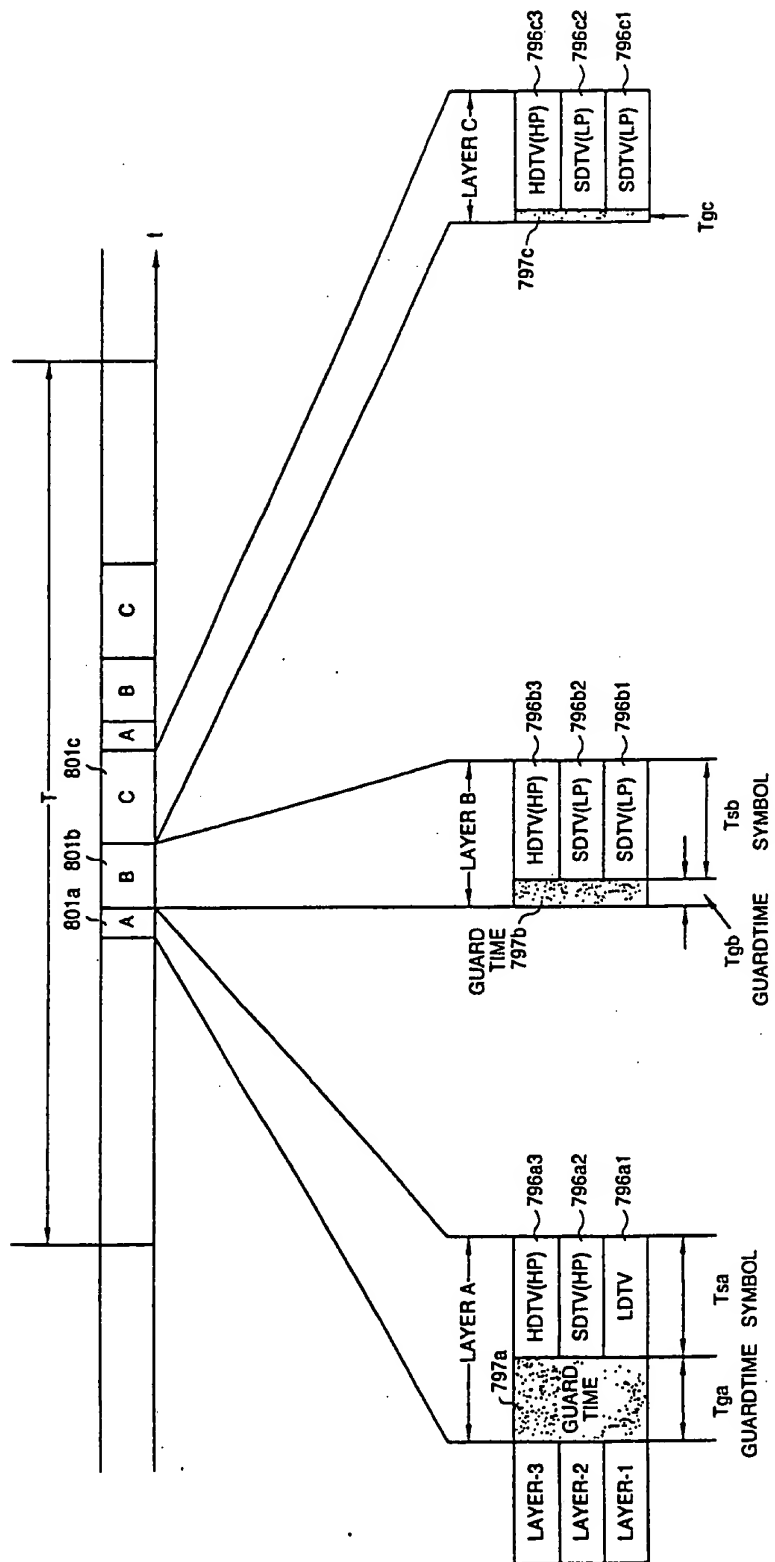 T
801a
801b
801c
A
B
C
A
B
C
t
LAYER A
797a
LAYER-3
LAYER-2
LAYER-1
GUARD
TIME
HDTV(HP)
SDTV(HP)
LDTV
796a3
796a2
796a1
Tga
GUARDTIME
Tsa
SYMBOL
LAYER B
GUARD
TIME
797b
HDTV(HP)
SDTV(LP)
SDTV(LP)
796b3
796b2
796b1
Tgb
GUARDTIME
Tsb
SYMBOL
LAYER C
797c
HDTV(HP)
SDTV(LP)
SDTV(LP)
796c3
796c2
796c1
Tgc